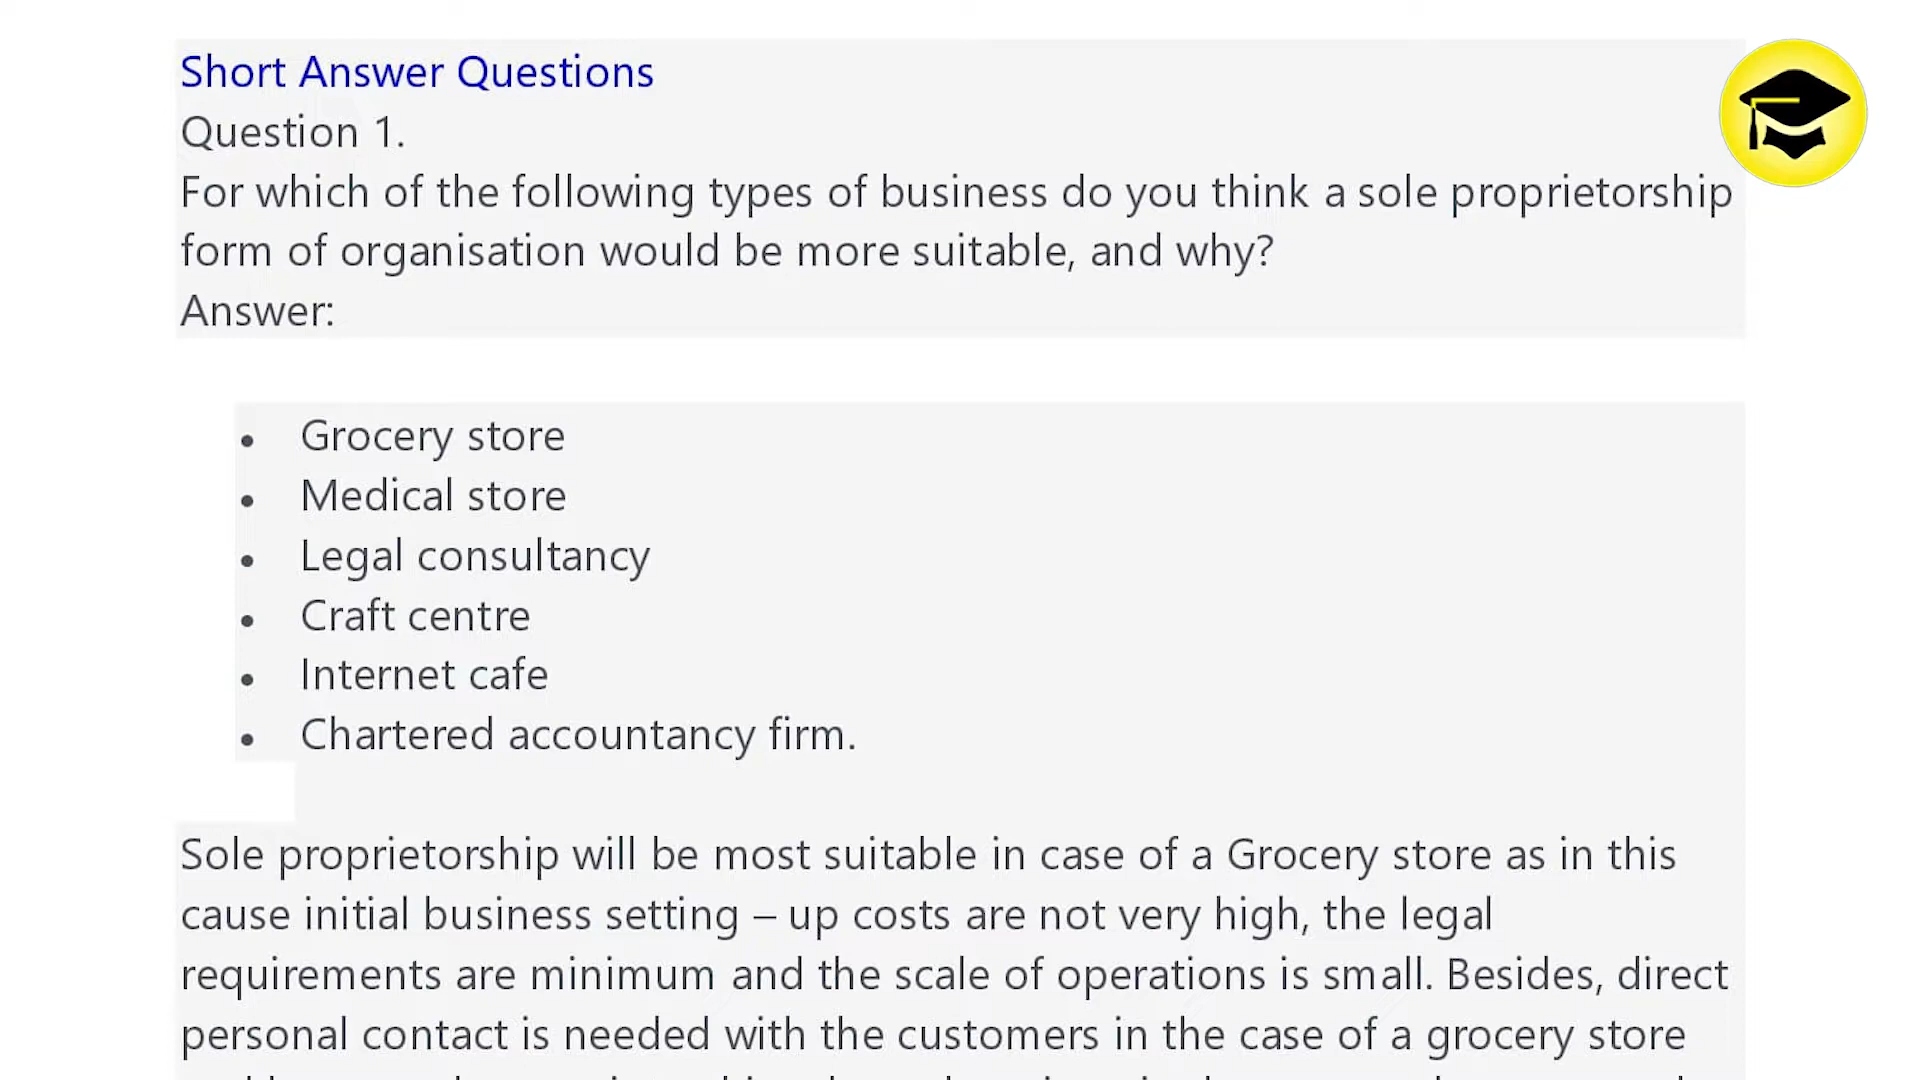 Short Answer Questions
Question 1.
For which of the following types of business do you think a sole proprietorship
form of organisation would be more suitable, and why?
Answer:
• Grocery store
• Medical store
• Legal consultancy
• Craft centre
• Internet cafe
• Chartered accountancy firm.
Sole proprietorship will be most suitable in case of a Grocery store as in this
cause initial business setting – up costs are not very high, the legal
requirements are minimum and the scale of operations is small. Besides, direct
personal contact is needed with the customers in the case of a grocery store